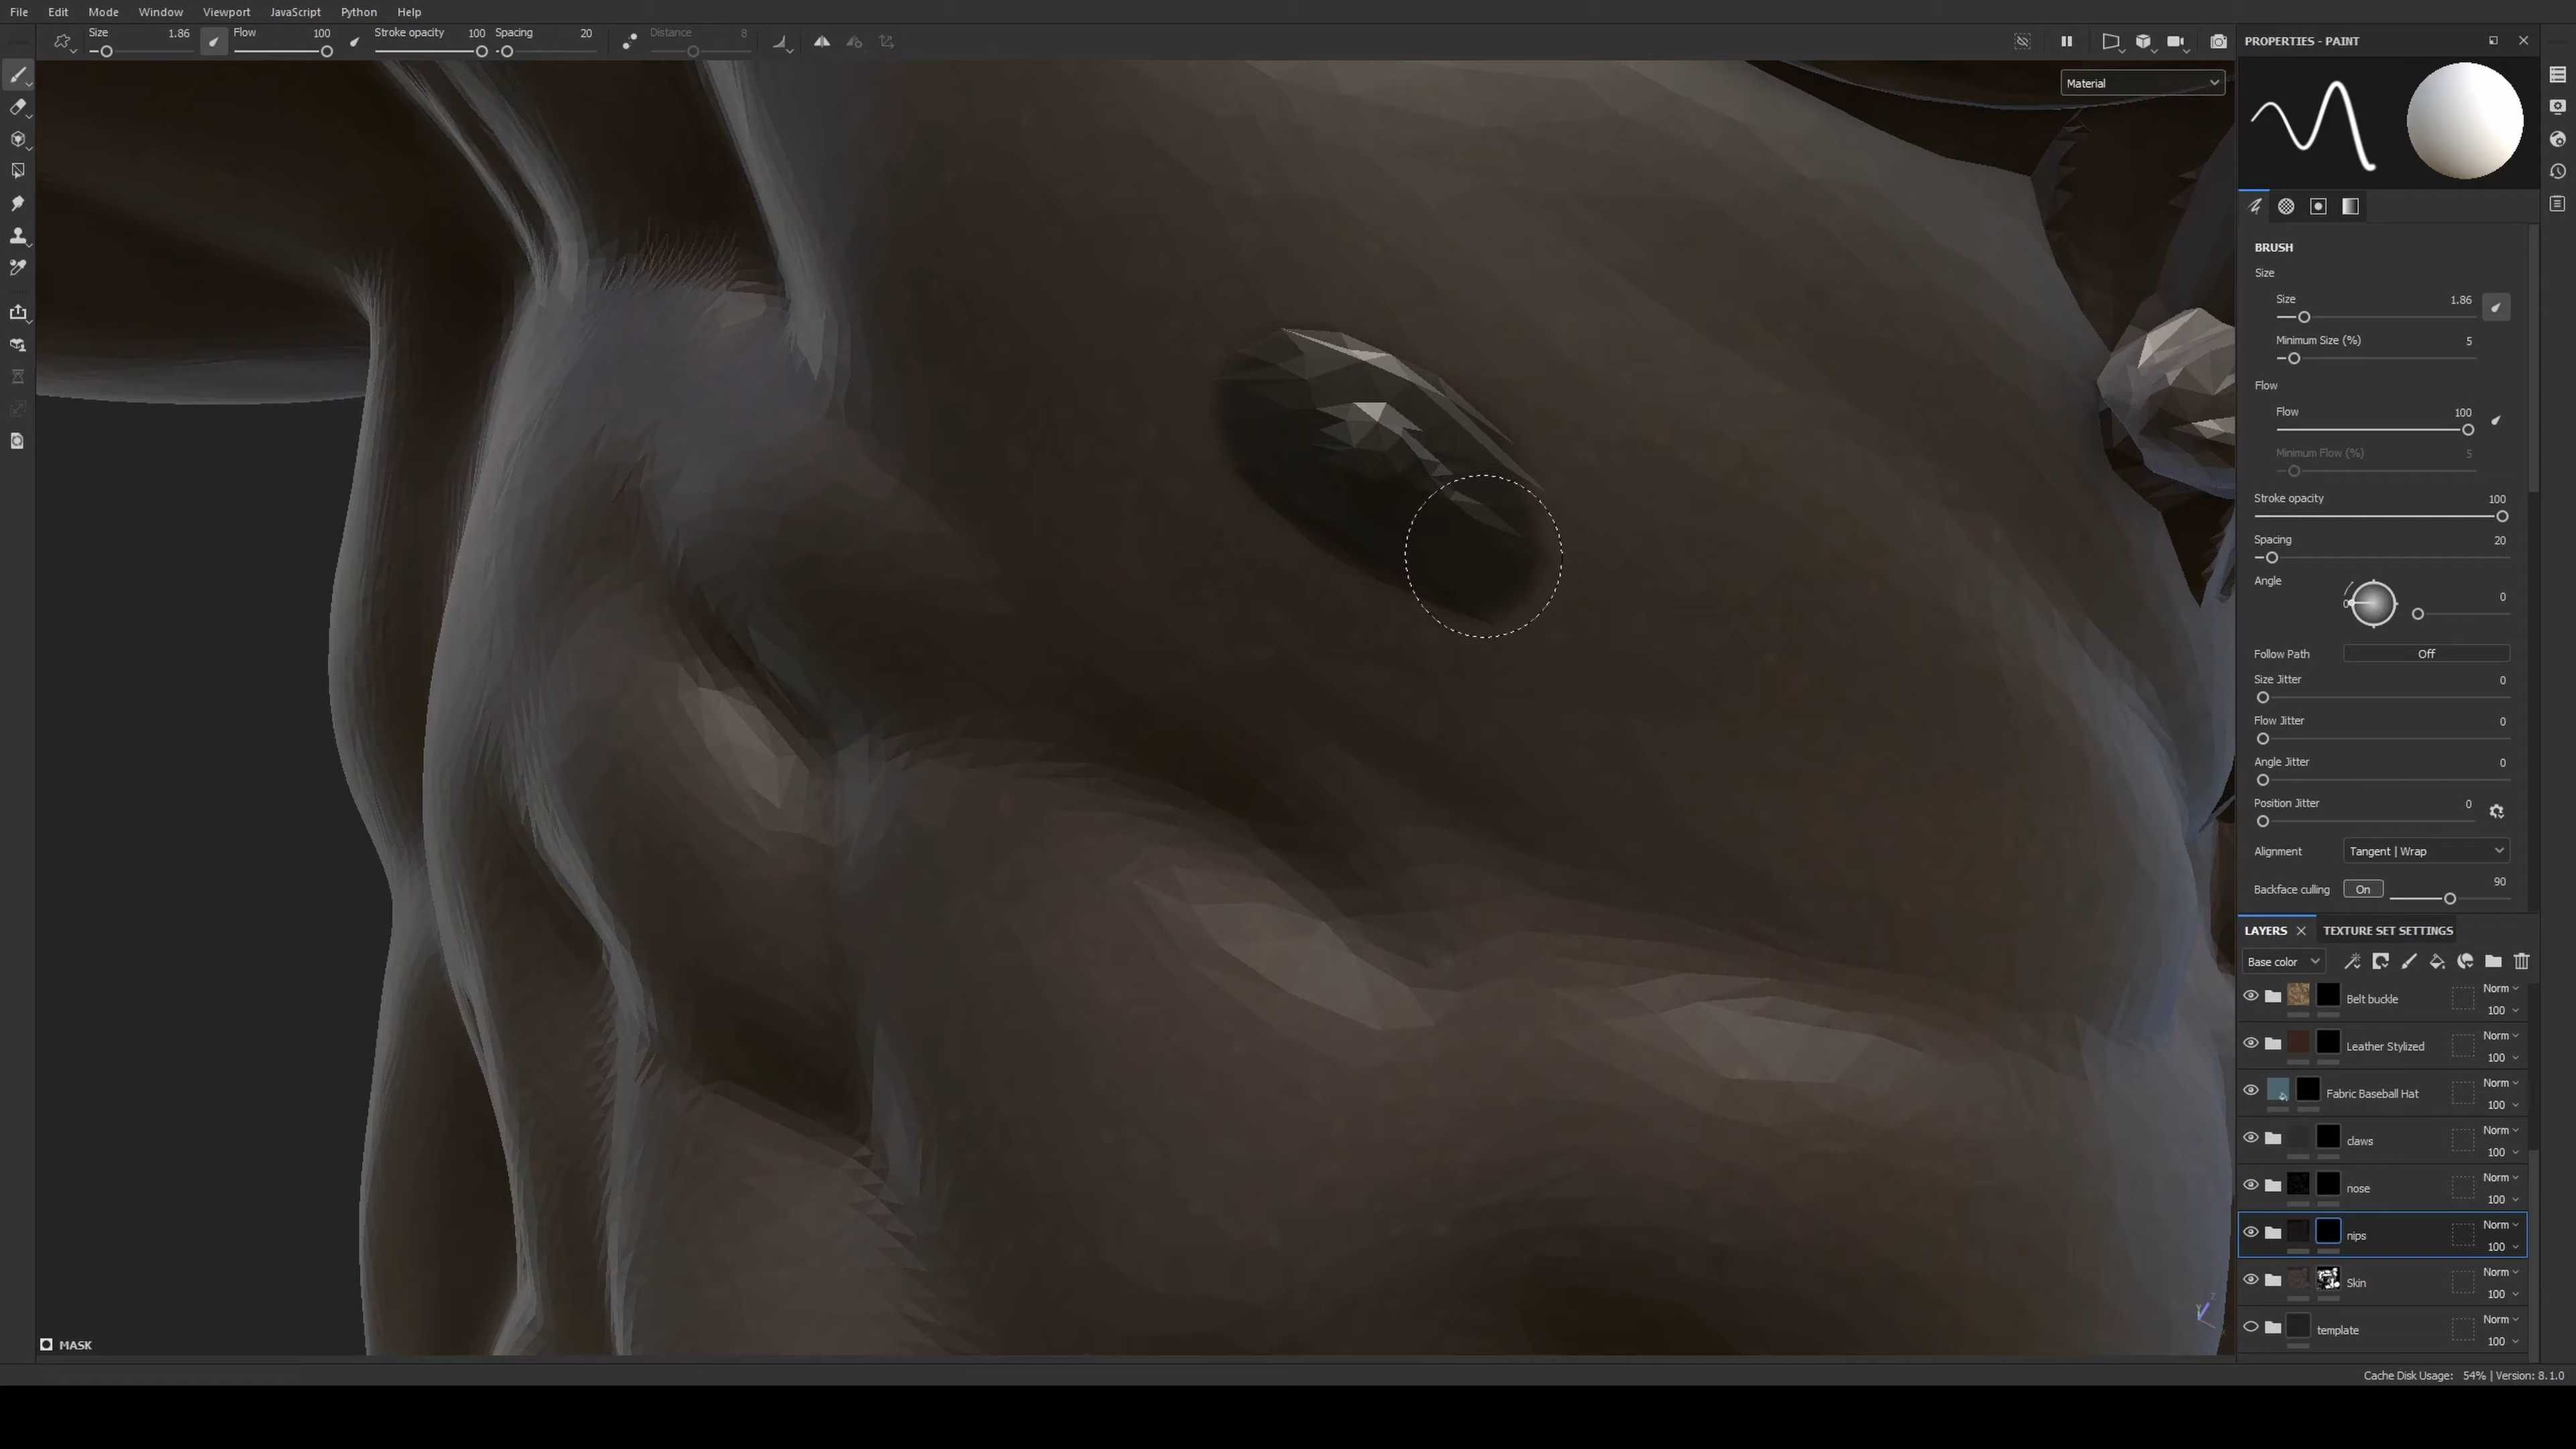 File Edit Mode Window Viewport JavaScript Python Help
Size 1.86 Flow 100 Stroke opacity 100 Spacing 20 Distance 8
PROPERTIES - PAINT
Material
BRUSH
Size
Size 1.86
Minimum Size (%) 5
Flow
Flow 100
Minimum Flow (%) 5
Stroke opacity 100
Spacing 20
Angle
0 0
Follow Path Off
Size Jitter 0
Flow Jitter 0
Angle Jitter 0
Position Jitter 0
Alignment Tangent | Wrap
Backface culling On 90
LAYERS TEXTURE SET SETTINGS
Base color
Belt buckle Norm
100
Leather Stylized Norm
100
Fabric Baseball Hat Norm
100
claws Norm
100
nose Norm
100
nips Norm
100
Skin Norm
100
template Norm
100
Y Z
MASK
Cache Disk Usage: 54% | Version: 8.1.0